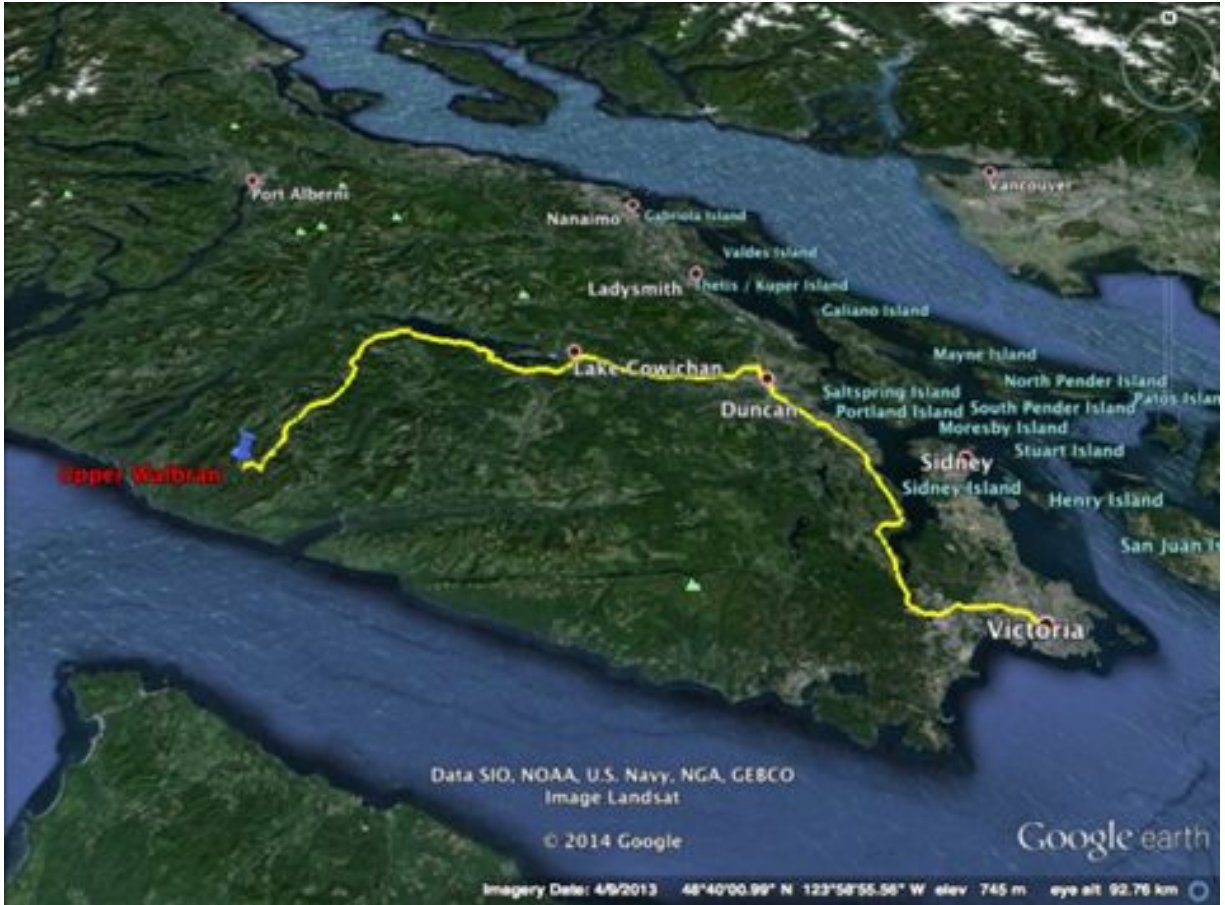 N
Port Alberni
Vancouver
Nanaimo
Gabriola Island
Valdes Island
Ladysmith
Thetis / Kuper Island
Galiano Island
Mayne Island
Lake Cowichan
North Pender Island
Saltspring Island
Patos Islan
Duncan
Portland Island
South Pender Island
Moresby Island
Stuart Island
Upper Walbran
Sidney
Sidney Island
Henry Island
San Juan Is
Victoria
Data SIO, NOAA, U.S. Navy, NGA, GEBCO
Image Landsat
© 2014 Google
Google earth
Imagery Date: 4/9/2013 48°40'00.99" N 123°58'55.56" W elev 745 m eye alt 92.76 km